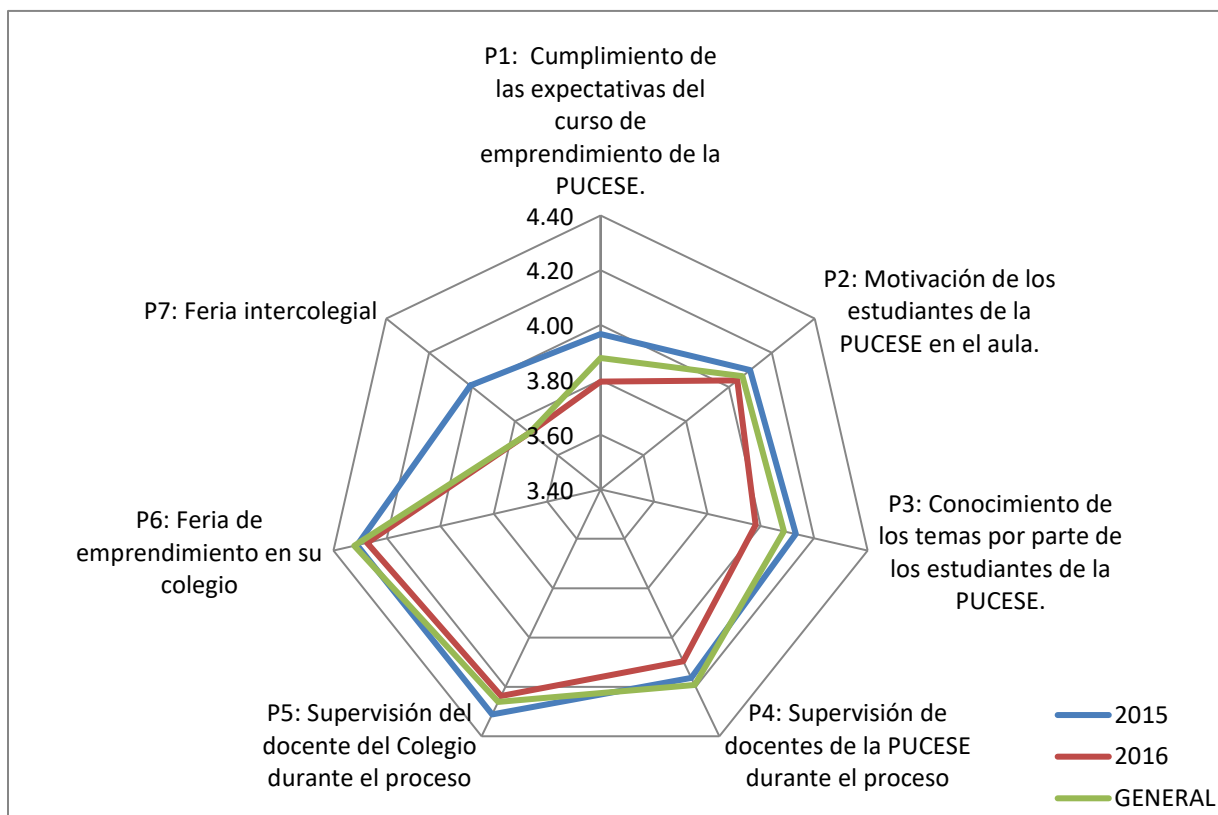 P1:  Cumplimiento de
las expectativas del
curso de
emprendimiento de la
PUCESE.
4.40
4.20
4.00
3.80
3.60
3.40
P2: Motivación de los
estudiantes de la
PUCESE en el aula.
P3: Conocimiento de
los temas por parte de
los estudiantes de la
PUCESE.
P4: Supervisión de
docentes de la PUCESE
durante el proceso
P5: Supervisión del
docente del Colegio
durante el proceso
P6: Feria de
emprendimiento en su
colegio
P7: Feria intercolegial
2015
2016
GENERAL